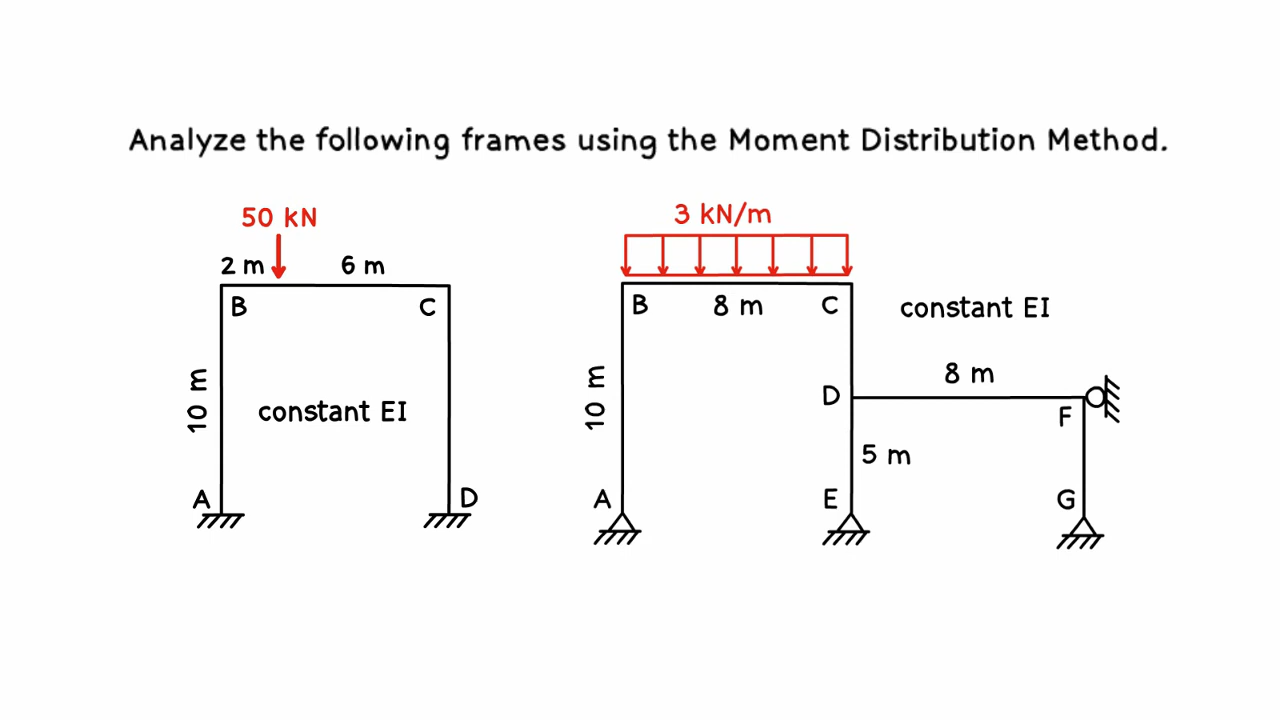 Analyze the following frames using the Moment Distribution Method.
50 kN
2 m
6 m
B
C
10 m
constant EI
A
D
3 kN/m
B
8 m
C
constant EI
10 m
D
8 m
F
5 m
A
E
G